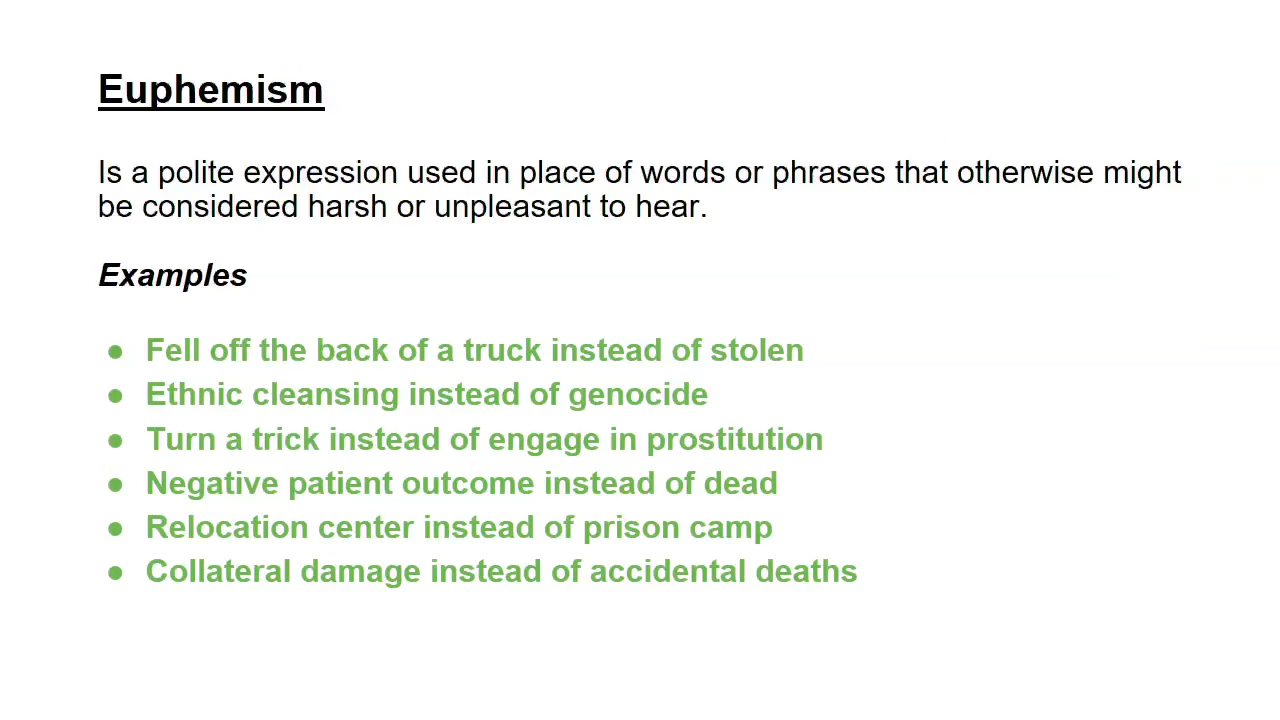 Euphemism
Is a polite expression used in place of words or phrases that otherwise might
be considered harsh or unpleasant to hear.
Examples
● Fell off the back of a truck instead of stolen
● Ethnic cleansing instead of genocide
● Turn a trick instead of engage in prostitution
● Negative patient outcome instead of dead
● Relocation center instead of prison camp
● Collateral damage instead of accidental deaths